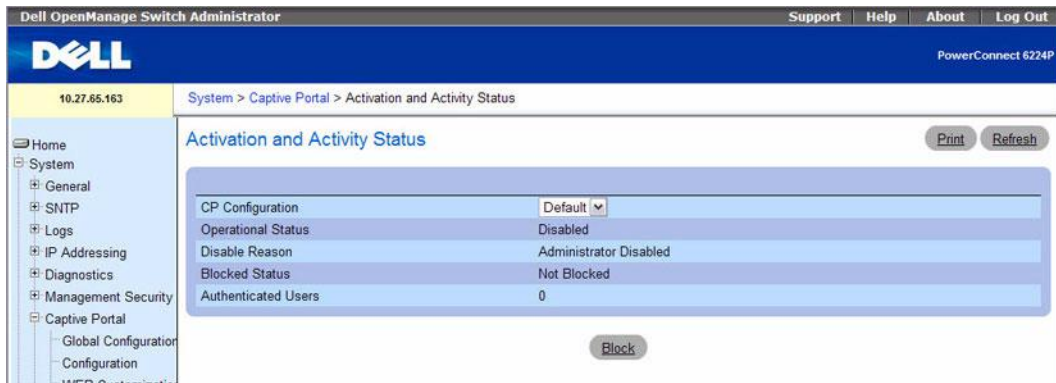 Dell OpenManage Switch Administrator Support Help About Log Out
DELL
PowerConnect 6224P
10.27.65.163
System > Captive Portal > Activation and Activity Status
Home
System
General
SNTP
Logs
IP Addressing
Diagnostics
Management Security
Captive Portal
Global Configuration
Configuration
Activation and Activity Status
Print Refresh
CP Configuration Default
Operational Status Disabled
Disable Reason Administrator Disabled
Blocked Status Not Blocked
Authenticated Users 0
Block